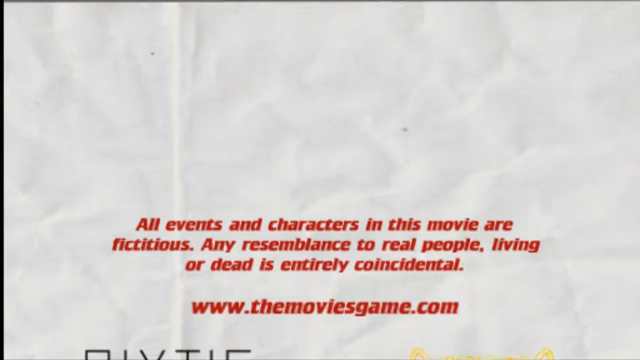 All events and characters in this movie are
fictitious. Any resemblance to real people, living
or dead is entirely coincidental.
www.themoviesgame.com